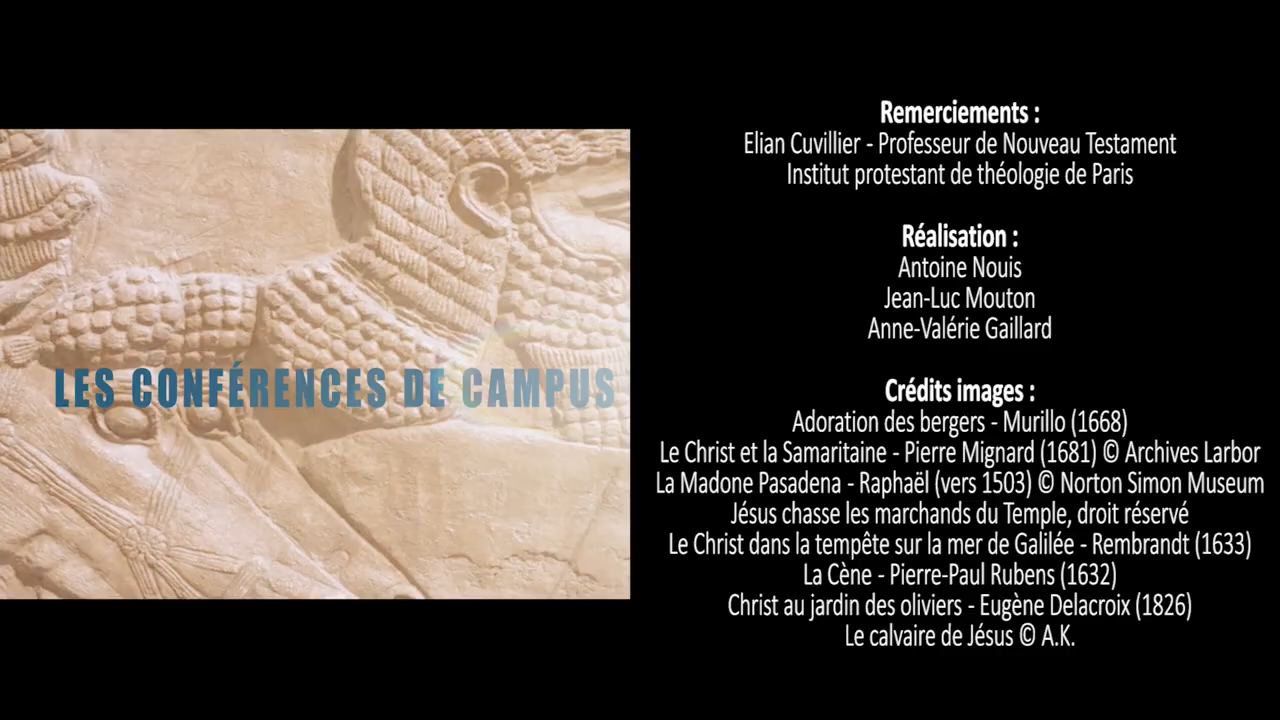 LES CONFÉRENCES DE CAMPUS
Remerciements :
Elian Cuvillier - Professeur de Nouveau Testament
Institut protestant de théologie de Paris
Réalisation :
Antoine Nouis
Jean-Luc Mouton
Anne-Valérie Gaillard
Crédits images :
Adoration des bergers - Murillo (1668)
Le Christ et la Samaritaine - Pierre Mignard (1681) © Archives Larbor
La Madone Pasadena - Raphaël (vers 1503) © Norton Simon Museum
Jésus chasse les marchands du Temple, droit réservé
Le Christ dans la tempête sur la mer de Galilée - Rembrandt (1633)
La Cène - Pierre-Paul Rubens (1632)
Christ au jardin des oliviers - Eugène Delacroix (1826)
Le calvaire de Jésus © A.K.